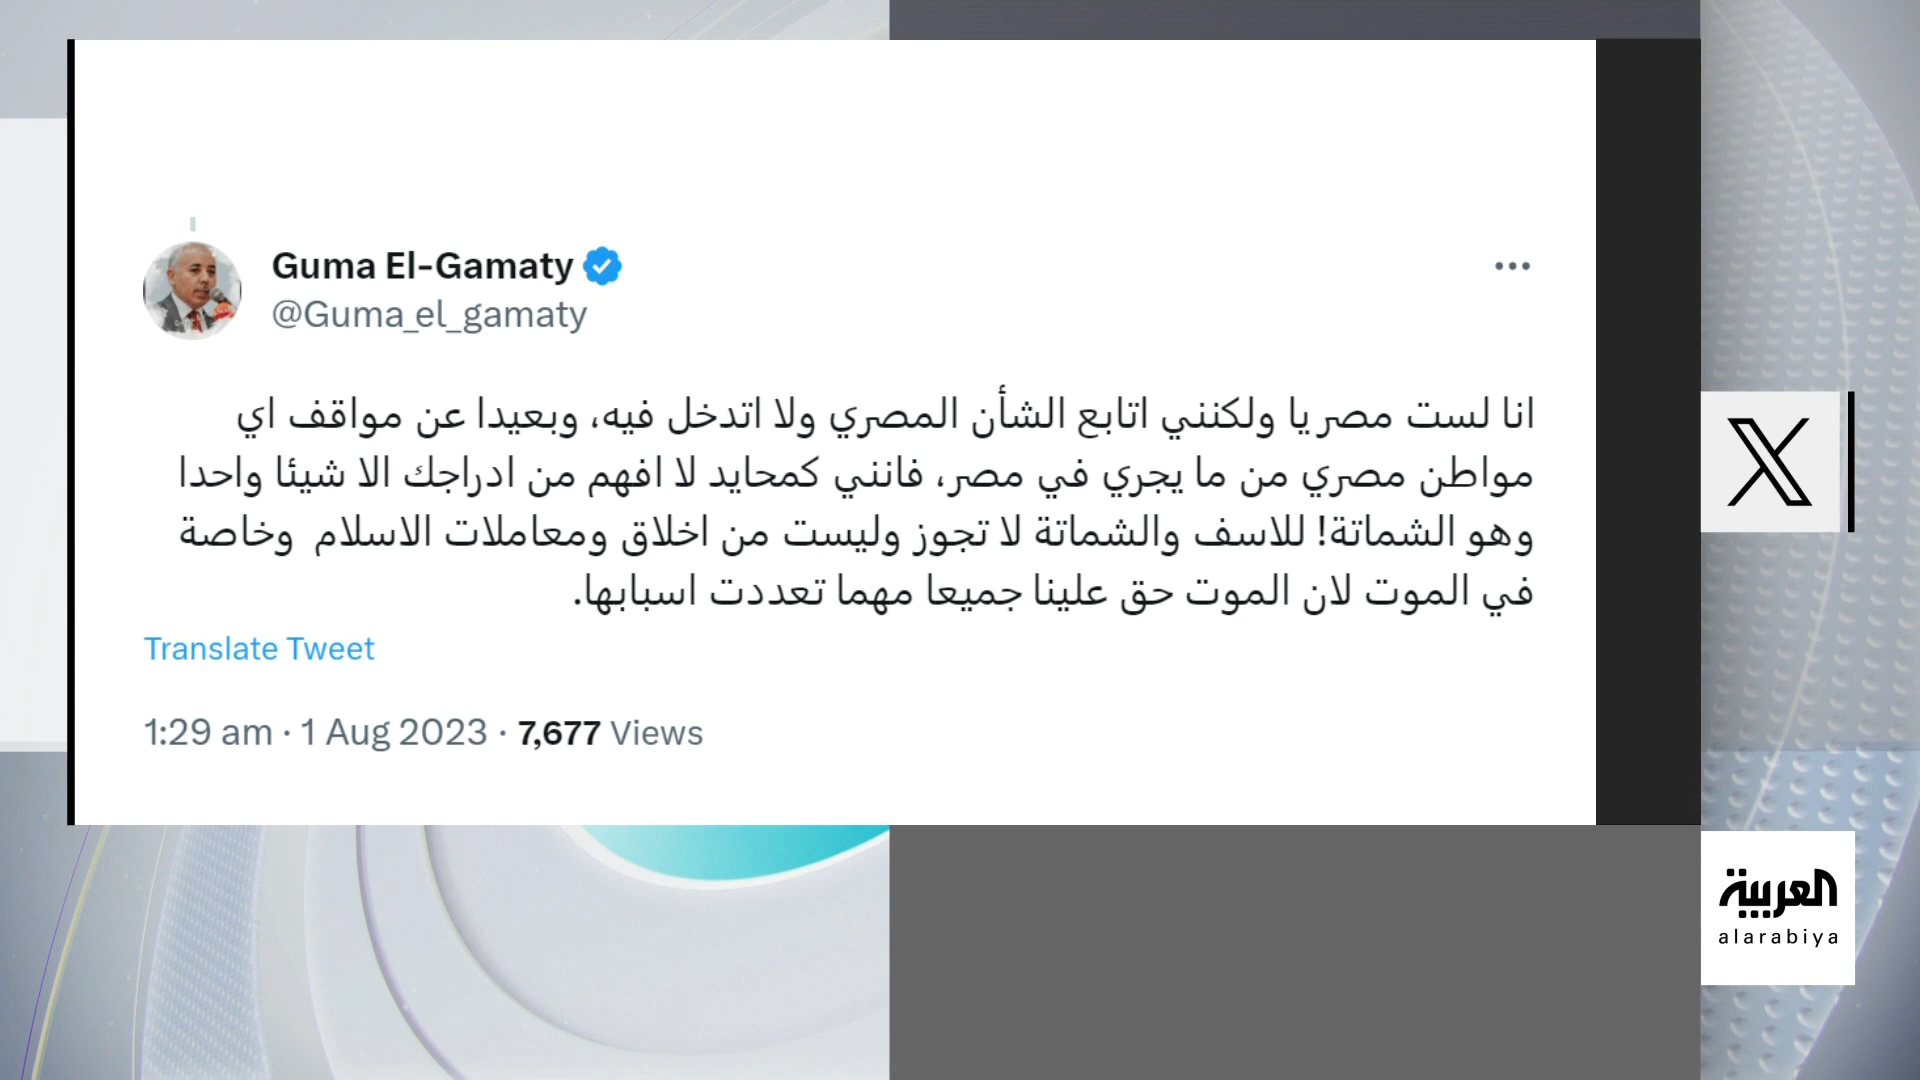 Guma El-Gamaty
@Guma_el_gamaty
انا لست مصريا ولكنني اتابع الشأن المصري ولا اتدخل فيه، وبعيدا عن مواقف اي
مواطن مصري من ما يجري في مصر، فانني كمحايد لا افهم من ادراجك الا شيئا واحدا
وهو الشماتة! للاسف والشماتة لا تجوز وليست من اخلاق ومعاملات الاسلام وخاصة
في الموت لان الموت حق علينا جميعا مهما تعددت اسبابها.
Translate Tweet
1:29 am · 1 Aug 2023 · 7,677 Views
العربية
alarabiya